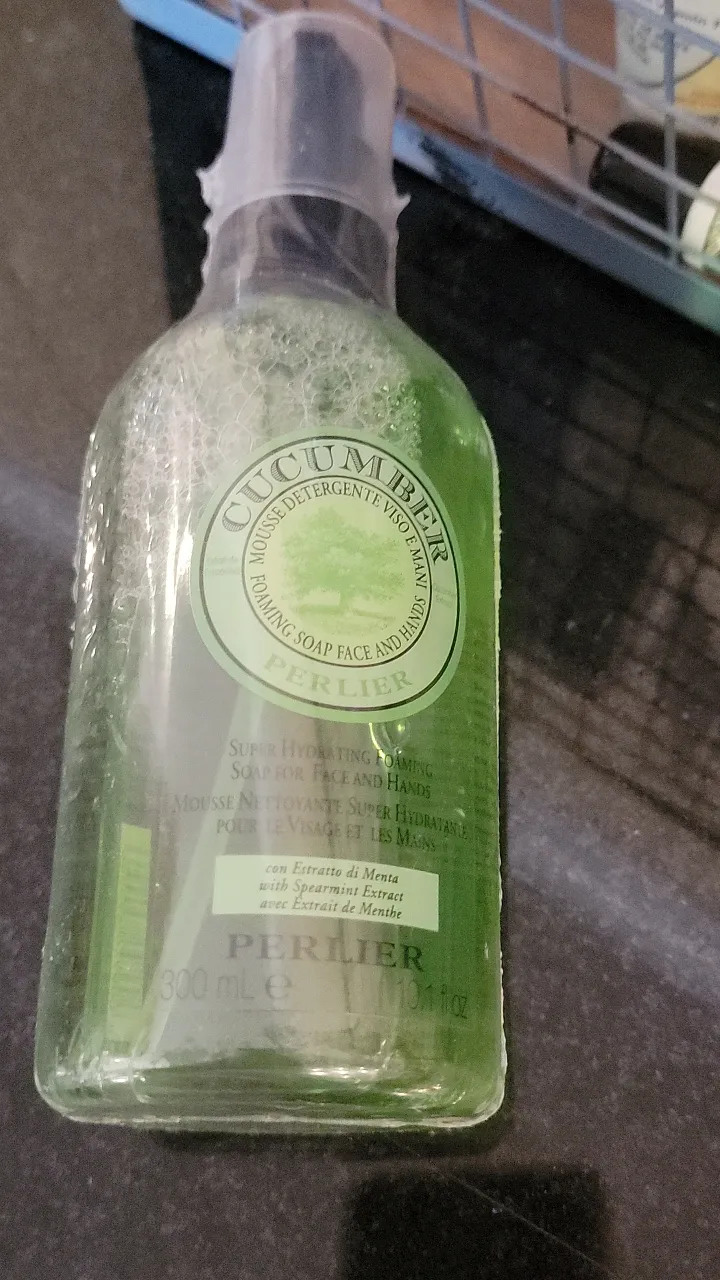 CUCUMBER
MOUSSE DETERGENTE VISO E MANI
FOAMING SOAP FACE AND HANDS
PERLIER
SUPER HYDRATING FOAMING
SOAP FOR FACE AND HANDS
MOUSSE NETTOYANTE SUPER HYDRATANTE
POUR LE VISAGE ET LES MAINS
con Estratto di Menta
with Spearmint Extract
avec Extrait de Menthe
PERLIER
300 mL e 10.1 fl oz